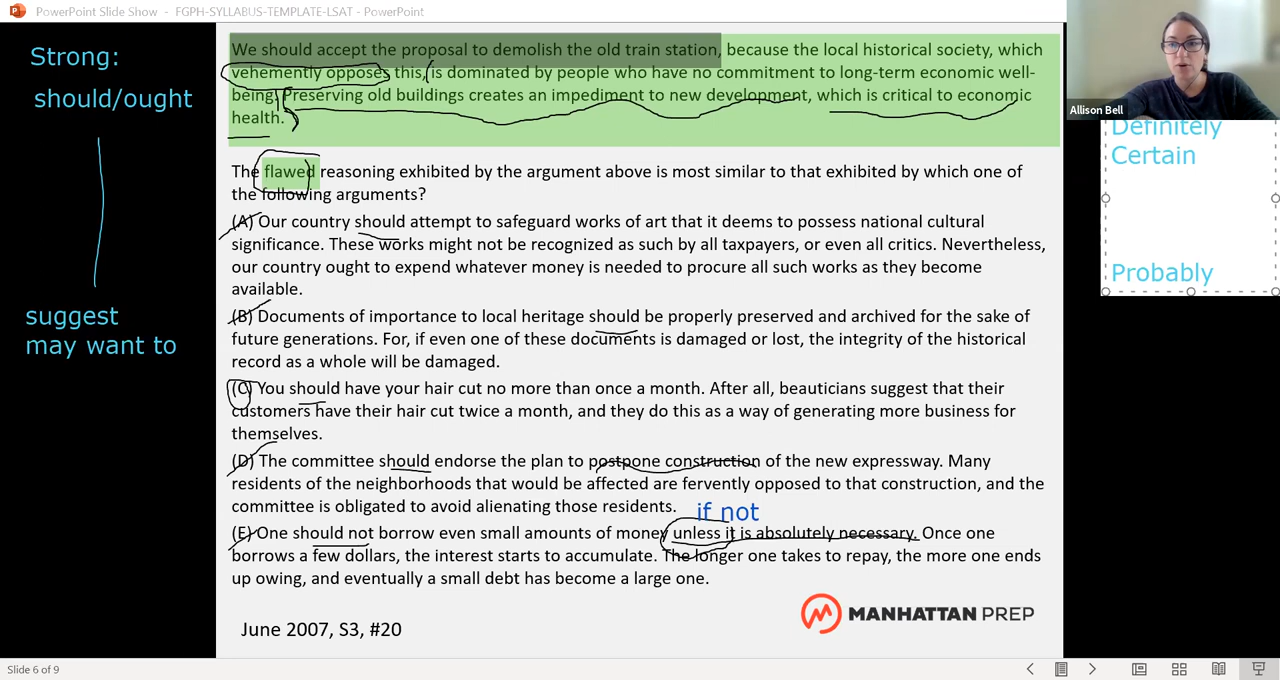 PowerPoint Slide Show - FGPH-SYLLABUS-TEMPLATE-LSAT - PowerPoint
Strong:
should/ought
suggest
may want to
We should accept the proposal to demolish the old train station, because the local historical society, which
vehemently opposes this, is dominated by people who have no commitment to long-term economic well-
being. Preserving old buildings creates an impediment to new development, which is critical to economic
health.
The flawed reasoning exhibited by the argument above is most similar to that exhibited by which one of
the following arguments?
(A) Our country should attempt to safeguard works of art that it deems to possess national cultural
significance. These works might not be recognized as such by all taxpayers, or even all critics. Nevertheless,
our country ought to expend whatever money is needed to procure all such works as they become
available.
(B) Documents of importance to local heritage should be properly preserved and archived for the sake of
future generations. For, if even one of these documents is damaged or lost, the integrity of the historical
record as a whole will be damaged.
(C) You should have your hair cut no more than once a month. After all, beauticians suggest that their
customers have their hair cut twice a month, and they do this as a way of generating more business for
themselves.
(D) The committee should endorse the plan to postpone construction of the new expressway. Many
residents of the neighborhoods that would be affected are fervently opposed to that construction, and the
committee is obligated to avoid alienating those residents.
if not
(E) One should not borrow even small amounts of money unless it is absolutely necessary. Once one
borrows a few dollars, the interest starts to accumulate. The longer one takes to repay, the more one ends
up owing, and eventually a small debt has become a large one.
June 2007, S3, #20
MANHATTAN PREP
Allison Bell
Definitely
Certain
Probably
Slide 6 of 9